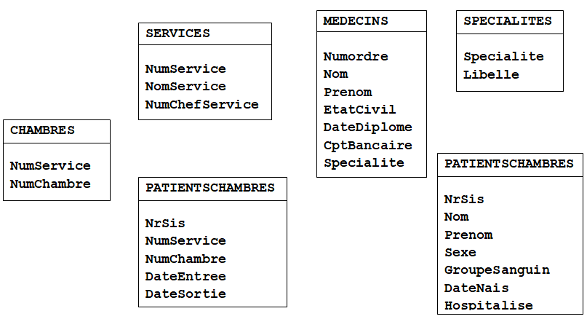 SERVICES
NumService
NomService
NumChefService
MEDECINS
Numordre
Nom
Prenom
EtatCivil
DateDiplome
CptBancaire
Specialite
SPECIALITES
Specialite
Libelle
CHAMBRES
NumService
NumChambre
PATIENTSCHAMBRES
NrSis
NumService
NumChambre
DateEntree
DateSortie
PATIENTSCHAMBRES
NrSis
Nom
Prenom
Sexe
GroupeSanguin
DateNais
Hospitalise